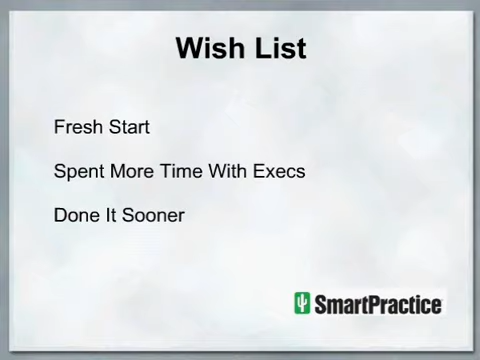 Wish List
Fresh Start
Spent More Time With Execs
Done It Sooner
SmartPractice